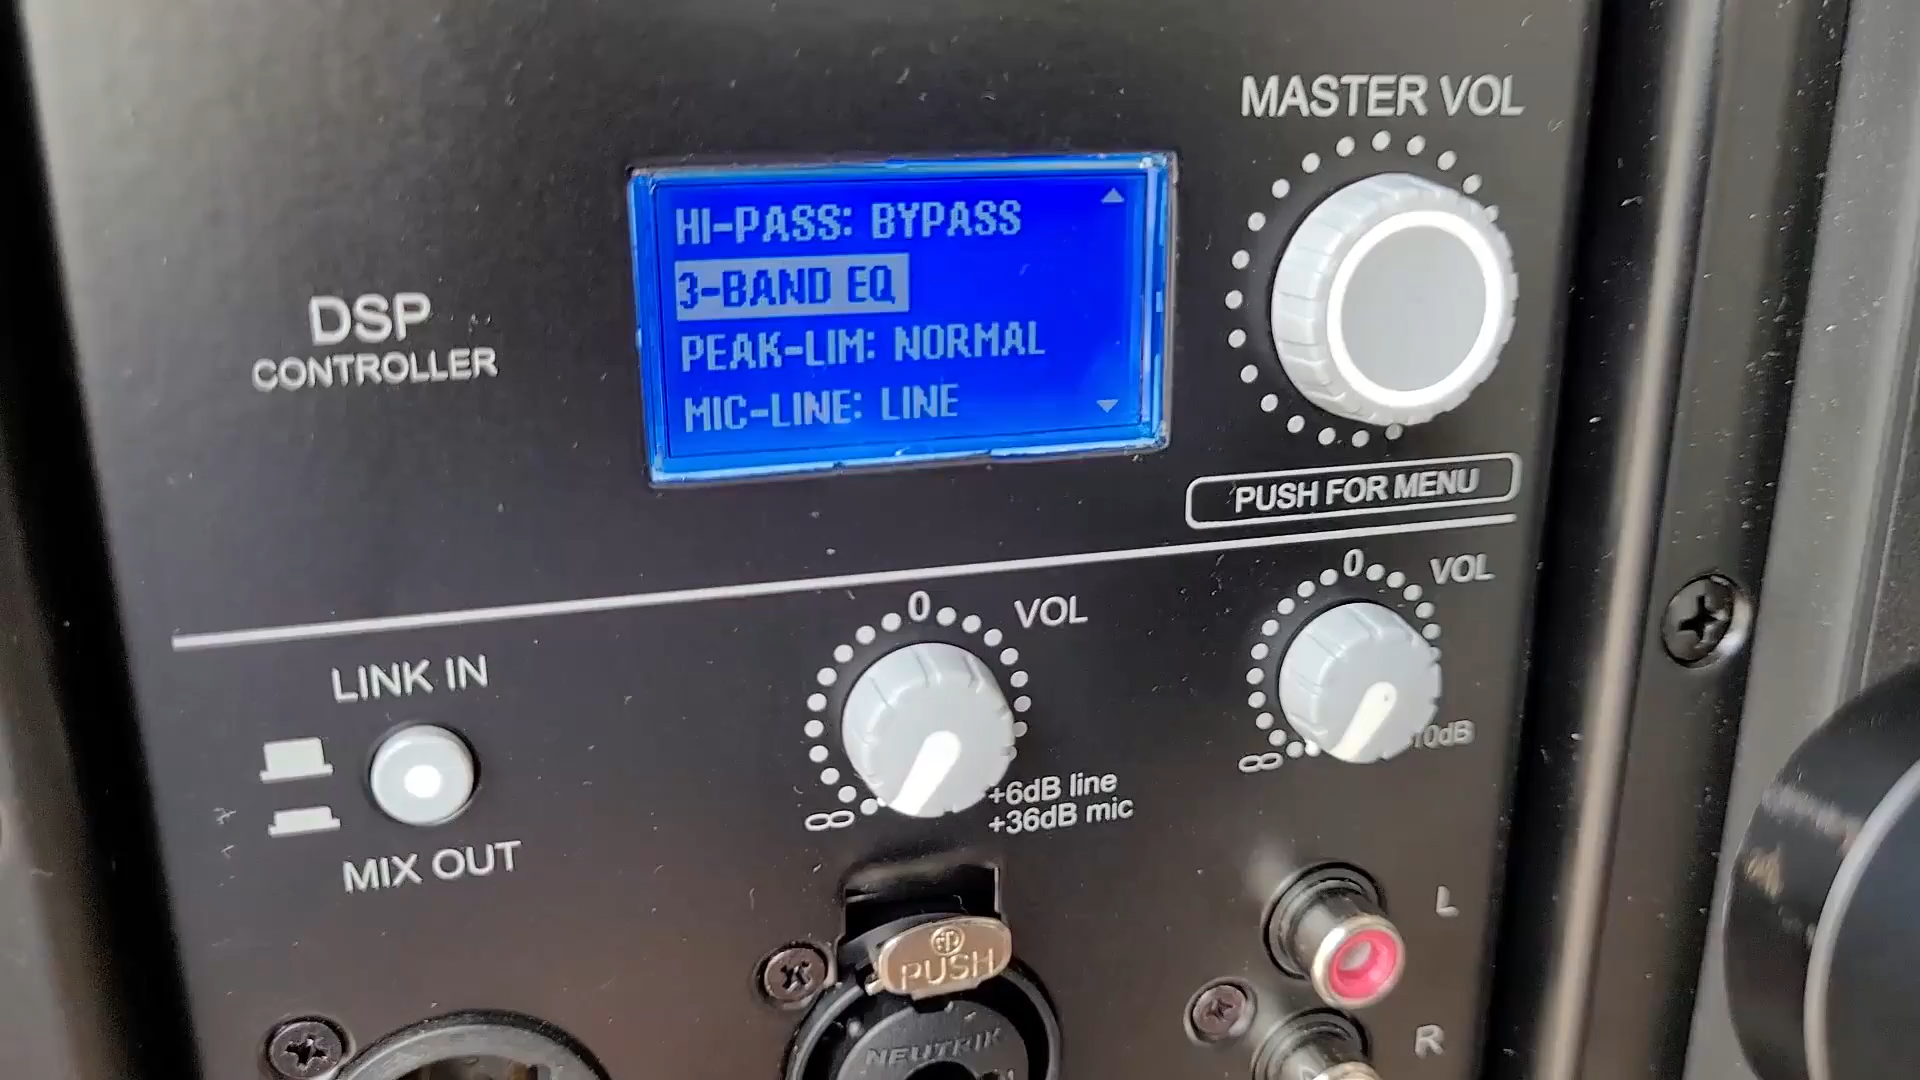 MASTER VOL
HI-PASS: BYPASS
3-BAND EQ
PEAK-LIM: NORMAL
MIC-LINE: LINE
DSP
CONTROLLER
PUSH FOR MENU
0 VOL
0 VOL
LINK IN
10dB
∞
+6dB line
∞
+36dB mic
MIX OUT
L
PUSH
R
NEUTRIK